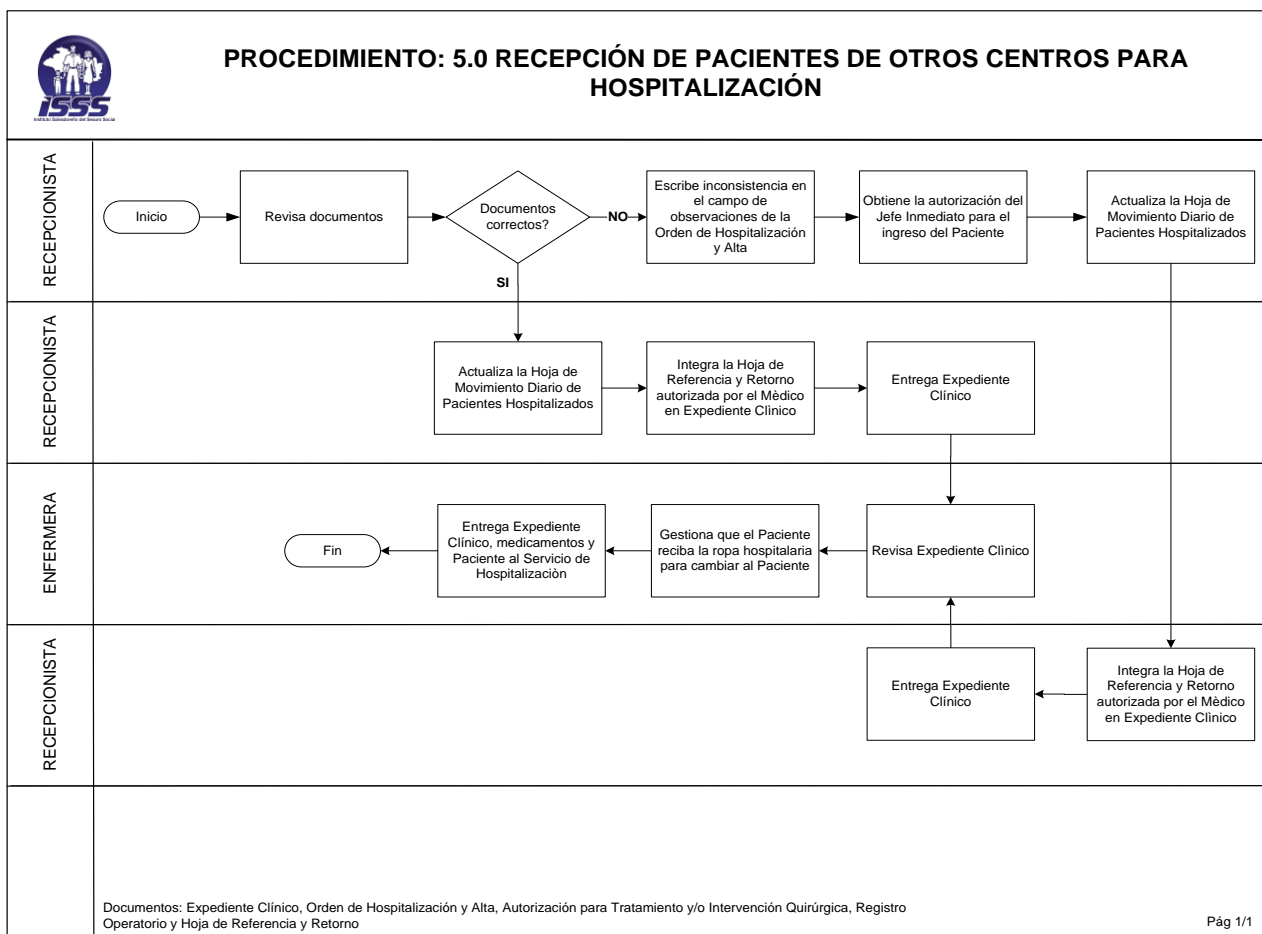 PROCEDIMIENTO: 5.0 RECEPCIÓN DE PACIENTES DE OTROS CENTROS PARA
HOSPITALIZACIÓN
ISSS
Instituto Salvadoreño del Seguro Social
RECEPCIONISTA
Inicio
Revisa documentos
Documentos
correctos?
NO
SI
Escribe inconsistencia en
el campo de
observaciones de la
Orden de Hospitalización
y Alta
Obtiene la autorización del
Jefe Inmediato para el
ingreso del Paciente
Actualiza la Hoja de
Movimiento Diario de
Pacientes Hospitalizados
RECEPCIONISTA
Actualiza la Hoja de
Movimiento Diario de
Pacientes Hospitalizados
Integra la Hoja de
Referencia y Retorno
autorizada por el Mèdico
en Expediente Clìnico
Entrega Expediente
Clínico
ENFERMERA
Fin
Entrega Expediente
Clínico, medicamentos y
Paciente al Servicio de
Hospitalizaciòn
Gestiona que el Paciente
reciba la ropa hospitalaria
para cambiar al Paciente
Revisa Expediente Clìnico
RECEPCIONISTA
Entrega Expediente
Clínico
Integra la Hoja de
Referencia y Retorno
autorizada por el Mèdico
en Expediente Clìnico
Documentos: Expediente Clínico, Orden de Hospitalización y Alta, Autorización para Tratamiento y/o Intervención Quirúrgica, Registro
Operatorio y Hoja de Referencia y Retorno
Pág 1/1